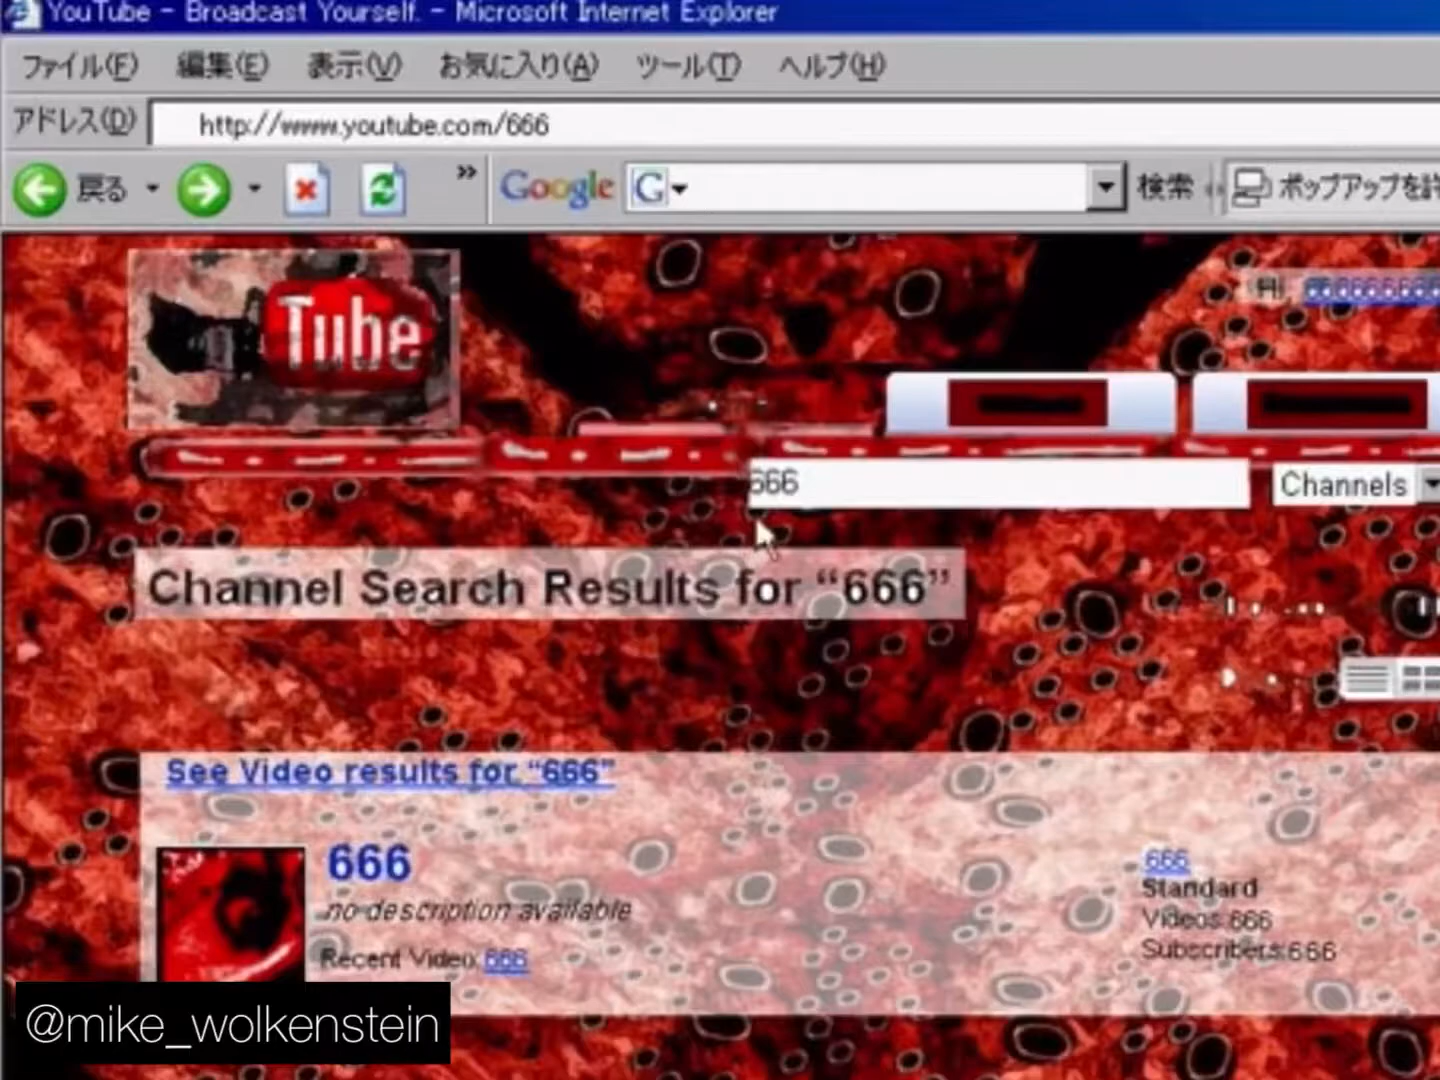 YouTube - Broadcast Yourself. - Microsoft Internet Explorer
ファイル(F) 編集(E) 表示(V) お気に入り(A) ツール(T) ヘルプ(H)
アドレス(D) http://www.youtube.com/666
戻る » Google G 検索 ポップアップを許
Tube
666 Channels
Channel Search Results for “666”
See Video results for “666”
666
no description available
Recent Video: 666
666
Standard
Videos:666
Subscribers:666
@mike_wolkenstein